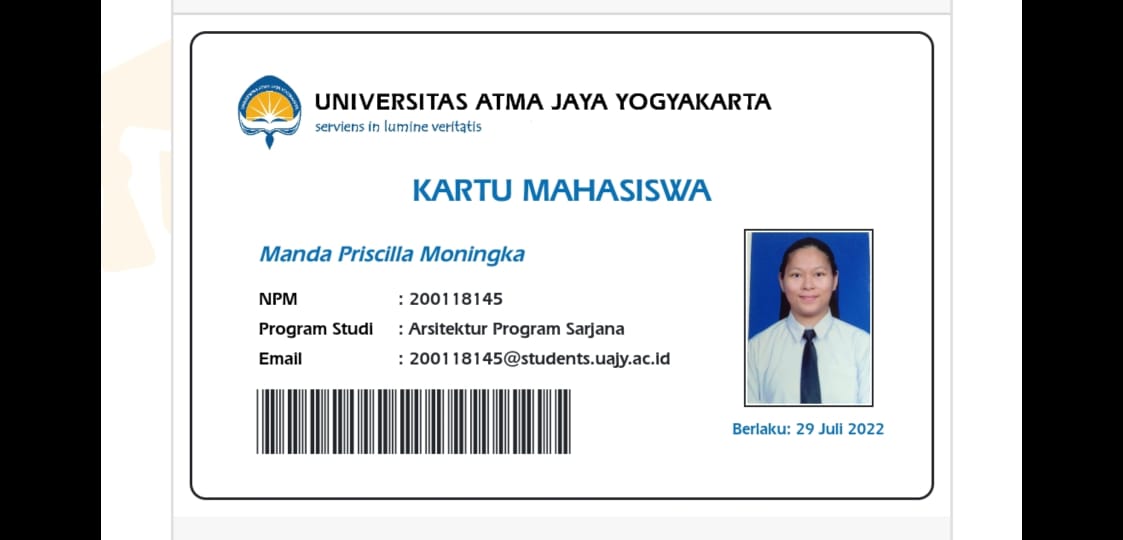 UNIVERSITAS ATMA JAYA YOGYAKARTA
serviens in lumine veritatis
KARTU MAHASISWA
Manda Priscilla Moningka
NPM : 200118145
Program Studi : Arsitektur Program Sarjana
Email : 200118145@students.uajy.ac.id
Berlaku: 29 Juli 2022